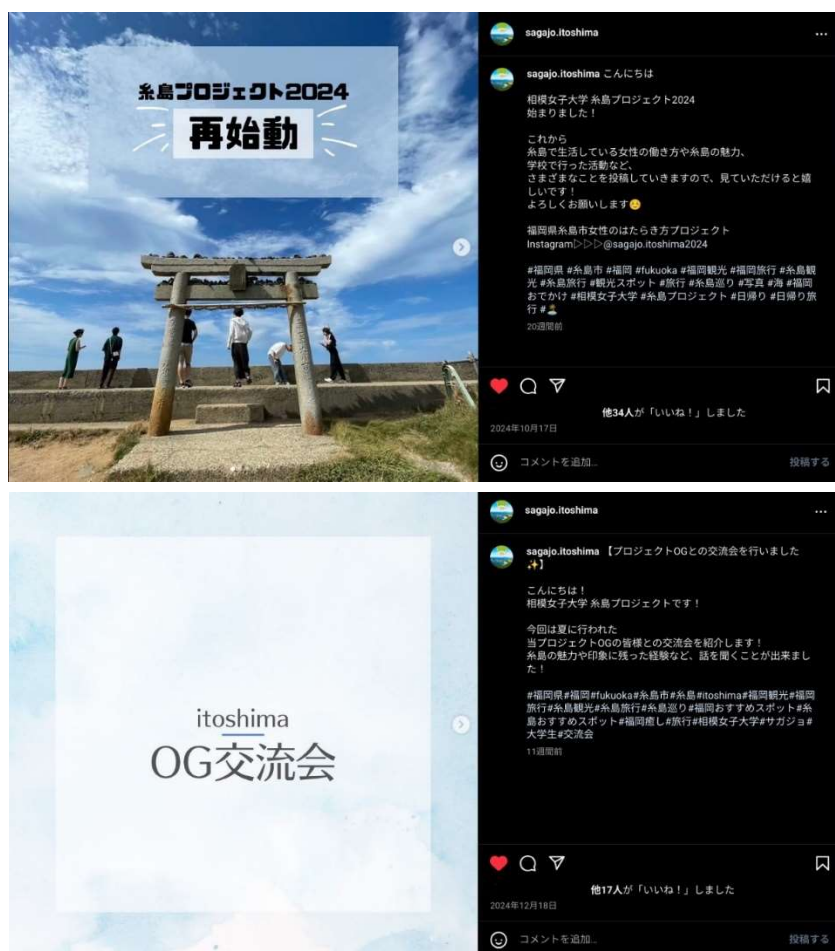 糸島プロジェクト2024
再始動
sagajo.itoshima
sagajo.itoshima こんにちは
相模女子大学 糸島プロジェクト2024
始まりました！
これから
糸島で生活している女性の働き方や糸島の魅力、
学校で行った活動など、
さまざまなことを投稿していきますので、見ていただけると嬉
しいです！
よろしくお願いします😊
福岡県糸島市女性のはたらき方プロジェクト
Instagram▷▷▷@sagajo.itoshima2024
#福岡県 #糸島市 #福岡 #fukuoka #福岡観光 #福岡旅行 #糸島観
光 #糸島旅行 #観光スポット #旅行 #糸島巡り #写真 #海 #福岡
おでかけ #相模女子大学 #糸島プロジェクト #日帰り #日帰り旅
行 #
20週間前
他34人が「いいね！」しました
2024年10月17日
コメントを追加...
投稿する
itoshima
OG交流会
sagajo.itoshima
sagajo.itoshima 【プロジェクトOGとの交流会を行いました
✨】
こんにちは！
相模女子大学 糸島プロジェクトです！
今回は夏に行われた
当プロジェクトOGの皆様との交流会を紹介します！
糸島の魅力や印象に残った経験など、話を聞くことが出来まし
た！
#福岡県#福岡#fukuoka#糸島市#糸島#itoshima#福岡観光#福岡
旅行#糸島観光#糸島旅行#糸島巡り#福岡おすすめスポット#糸
島おすすめスポット#福岡癒し#旅行#相模女子大学#サガジョ#
大学生#交流会
11週間前
他17人が「いいね！」しました
2024年12月18日
コメントを追加...
投稿する